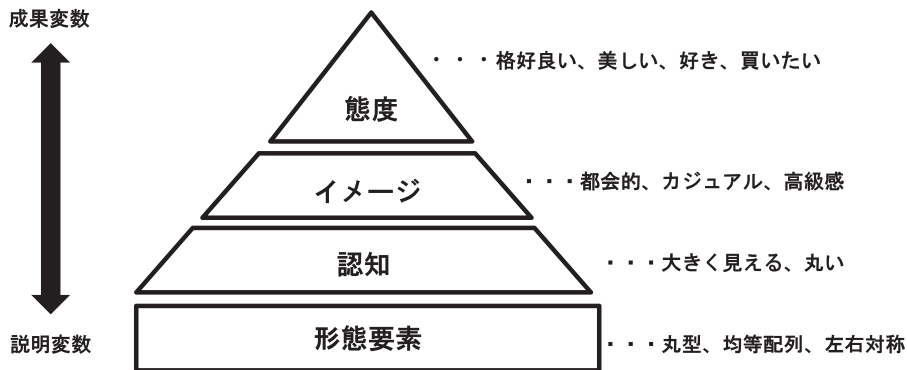 成果変数
・・・格好良い、美しい、好き、買いたい
態度
イメージ
・・・都会的、カジュアル、高級感
認知
・・・大きく見える、丸い
説明変数
形態要素
・・・丸型、均等配列、左右対称